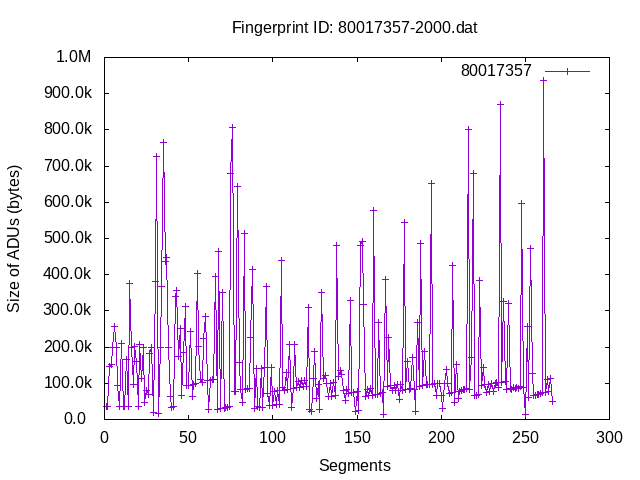 Fingerprint ID: 80017357-2000.dat
80017357
1.0M
900.0k
800.0k
700.0k
600.0k
500.0k
400.0k
300.0k
200.0k
100.0k
0.0
Size of ADUs (bytes)
0
50
100
150
200
250
300
Segments